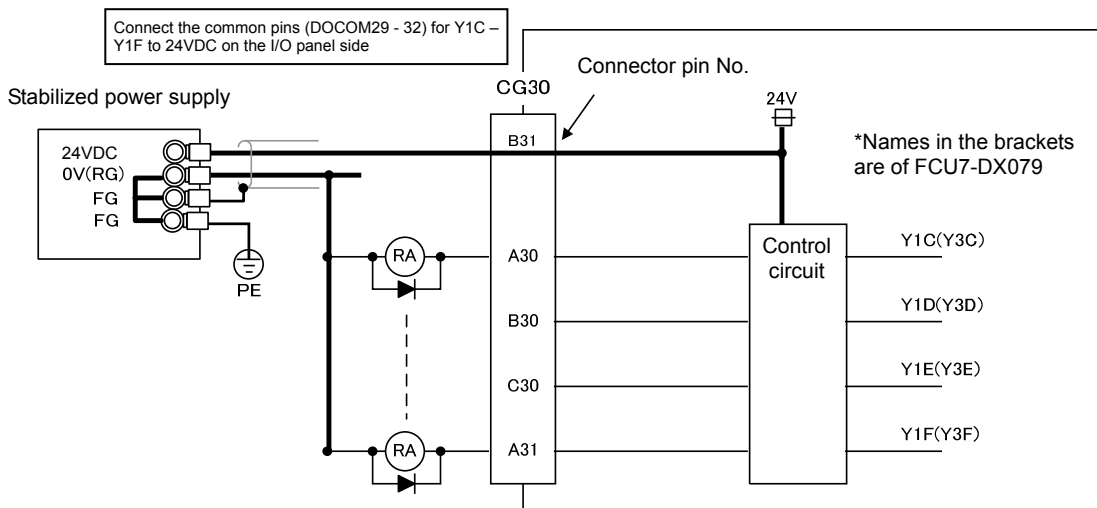 Connect the common pins (DOCOM29 - 32) for Y1C –
Y1F to 24VDC on the I/O panel side
Connector pin No.
CG30
Stabilized power supply
24V
B31
*Names in the brackets
are of FCU7-DX079
24VDC
0V(RG)
FG
FG
PE
RA
A30
Control
circuit
Y1C(Y3C)
B30
Y1D(Y3D)
C30
Y1E(Y3E)
RA
A31
Y1F(Y3F)